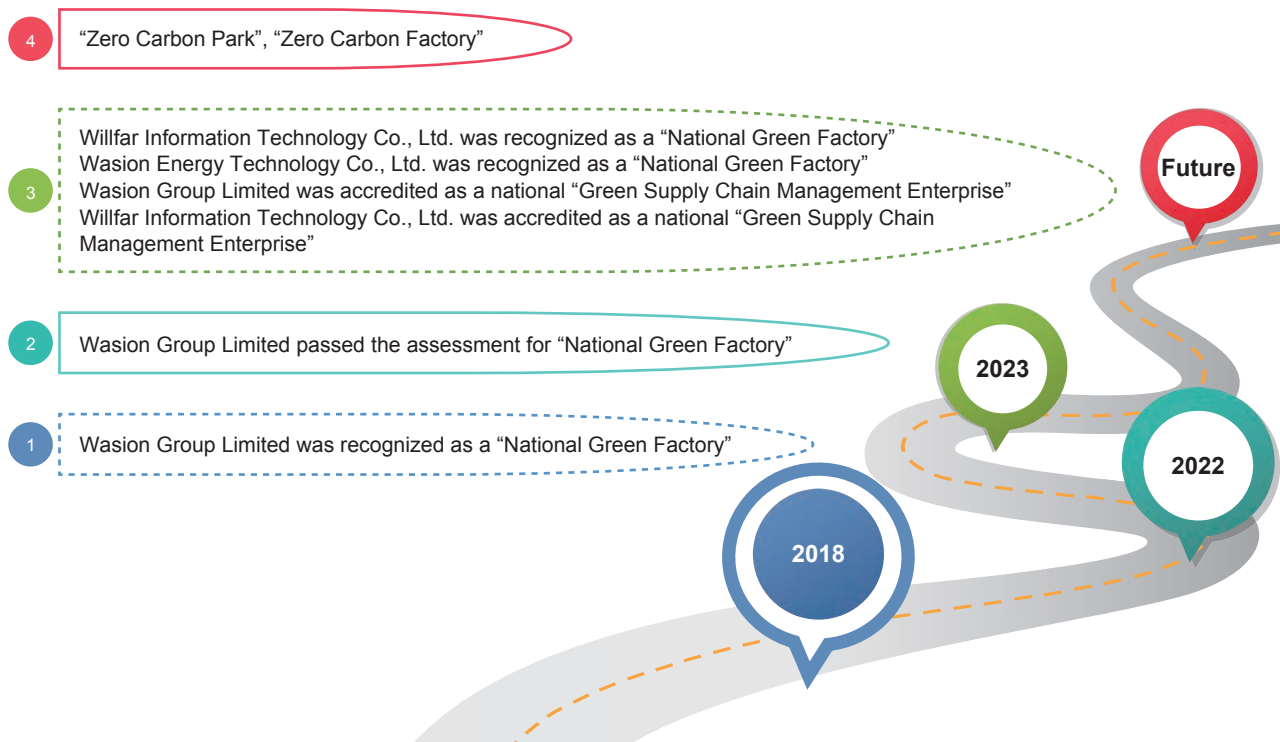 4
“Zero Carbon Park”, “Zero Carbon Factory”
3
Willfar Information Technology Co., Ltd. was recognized as a “National Green Factory”
Wasion Energy Technology Co., Ltd. was recognized as a “National Green Factory”
Wasion Group Limited was accredited as a national “Green Supply Chain Management Enterprise”
Willfar Information Technology Co., Ltd. was accredited as a national “Green Supply Chain
Management Enterprise”
2
Wasion Group Limited passed the assessment for “National Green Factory”
1
Wasion Group Limited was recognized as a “National Green Factory”
Future
2023
2022
2018